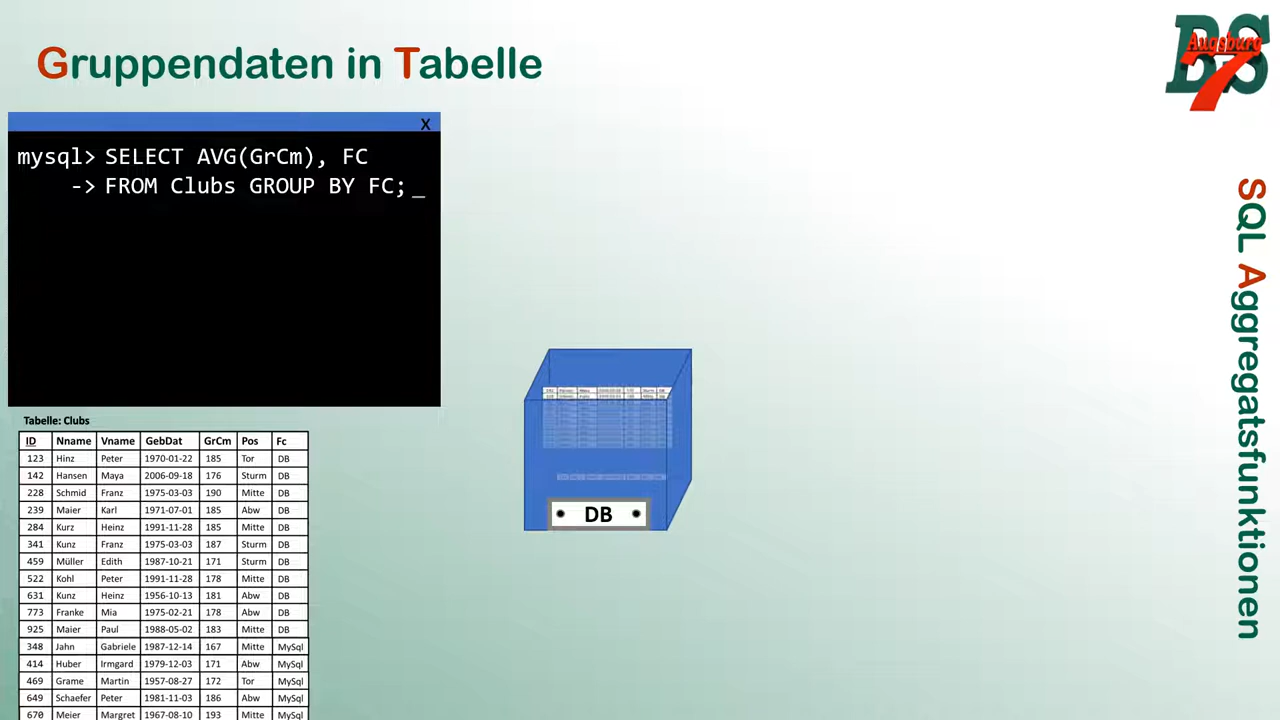 Gruppendaten in Tabelle
BS Augsburg 7
X
mysql> SELECT AVG(GrCm), FC
-> FROM Clubs GROUP BY FC;_
SQL Aggregatsfunktionen
DB
Tabelle: Clubs
ID Nname Vname GebDat GrCm Pos Fc
123 Hinz Peter 1970-01-22 185 Tor DB
142 Hansen Maya 2006-09-18 176 Sturm DB
228 Schmid Franz 1975-03-03 190 Mitte DB
239 Maier Karl 1971-07-01 185 Abw DB
284 Kurz Heinz 1991-11-28 185 Mitte DB
341 Kunz Franz 1975-03-03 187 Sturm DB
459 Müller Edith 1987-10-21 171 Sturm DB
522 Kohl Peter 1991-11-28 178 Mitte DB
631 Kunz Heinz 1956-10-13 181 Abw DB
773 Franke Mia 1975-02-21 178 Abw DB
925 Maier Paul 1988-05-02 183 Mitte DB
348 Jahn Gabriele 1987-12-14 167 Mitte MySql
414 Huber Irmgard 1979-12-03 171 Abw MySql
469 Grame Martin 1957-08-27 172 Tor MySql
649 Schaefer Peter 1981-11-03 186 Abw MySql
670 Meier Margret 1967-08-10 193 Mitte MySql